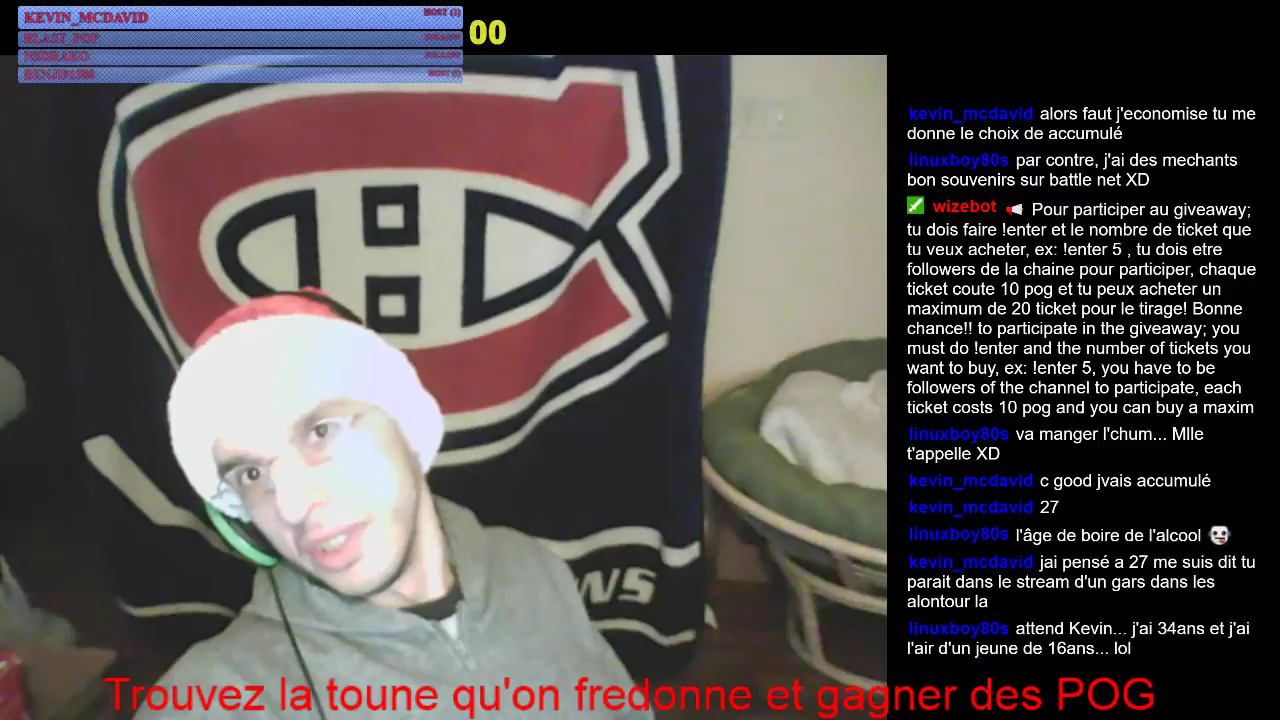 KEVIN_MCDAVID HOST (1)
BLAST_POP
NSDRAKO
BENJI91580 HOST (1)
00
kevin_mcdavid alors faut j'economise tu me
donne le choix de accumulé
linuxboy80s par contre, j'ai des mechants
bon souvenirs sur battle net XD
wizebot Pour participer au giveaway;
tu dois faire !enter et le nombre de ticket que
tu veux acheter, ex: !enter 5 , tu dois etre
followers de la chaine pour participer, chaque
ticket coute 10 pog et tu peux acheter un
maximum de 20 ticket pour le tirage! Bonne
chance!! to participate in the giveaway; you
must do !enter and the number of tickets you
want to buy, ex: !enter 5, you have to be
followers of the channel to participate, each
ticket costs 10 pog and you can buy a maxim
linuxboy80s va manger l'chum... Mlle
t'appelle XD
kevin_mcdavid c good jvais accumulé
kevin_mcdavid 27
linuxboy80s l'âge de boire de l'alcool
kevin_mcdavid jai pensé a 27 me suis dit tu
parait dans le stream d'un gars dans les
alontour la
linuxboy80s attend Kevin... j'ai 34ans et j'ai
l'air d'un jeune de 16ans... lol
Trouvez la toune qu'on fredonne et gagner des POG